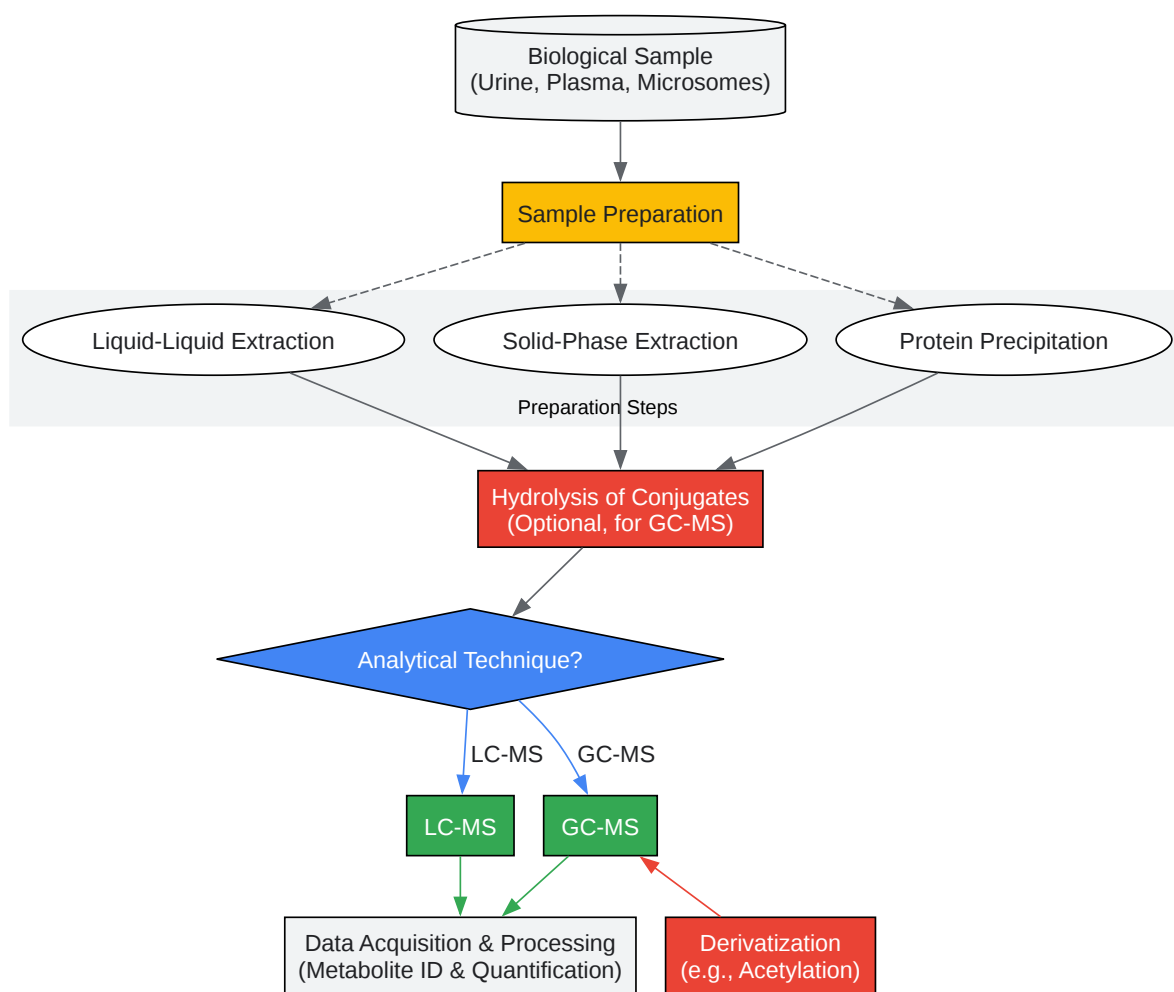 Biological Sample
(Urine, Plasma, Microsomes)
Sample Preparation
Liquid-Liquid Extraction
Solid-Phase Extraction
Protein Precipitation
Preparation Steps
Hydrolysis of Conjugates
(Optional, for GC-MS)
Analytical Technique?
LC-MS
GC-MS
LC-MS
GC-MS
Data Acquisition & Processing
(Metabolite ID & Quantification)
Derivatization
(e.g., Acetylation)